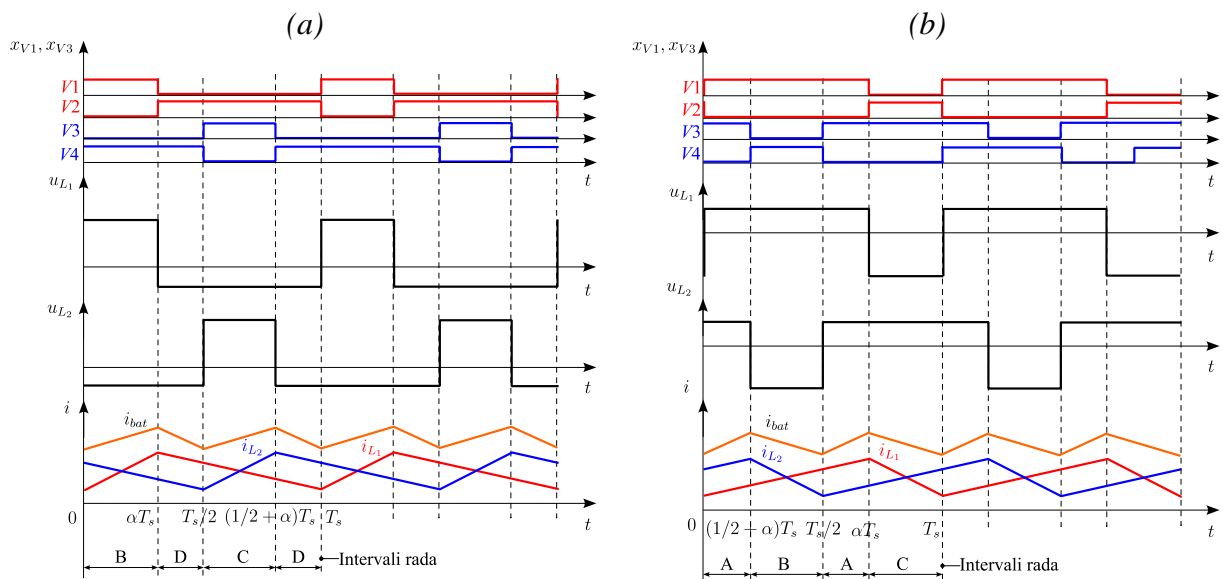 (a)
x_{V1}, x_{V3}
V1
V2
V3
V4
t
u_{L_1}
t
u_{L_2}
t
i
i_{bat}
i_{L_2}
i_{L_1}
0
αT_s
T_s/2
(1/2 + α)T_s
T_s
t
B
D
C
D
Intervali rada
(b)
x_{V1}, x_{V3}
V1
V2
V3
V4
t
u_{L_1}
t
u_{L_2}
t
i
i_{bat}
i_{L_2}
i_{L_1}
0
(1/2 + α)T_s
T_s/2
αT_s
T_s
t
A
B
A
C
Intervali rada